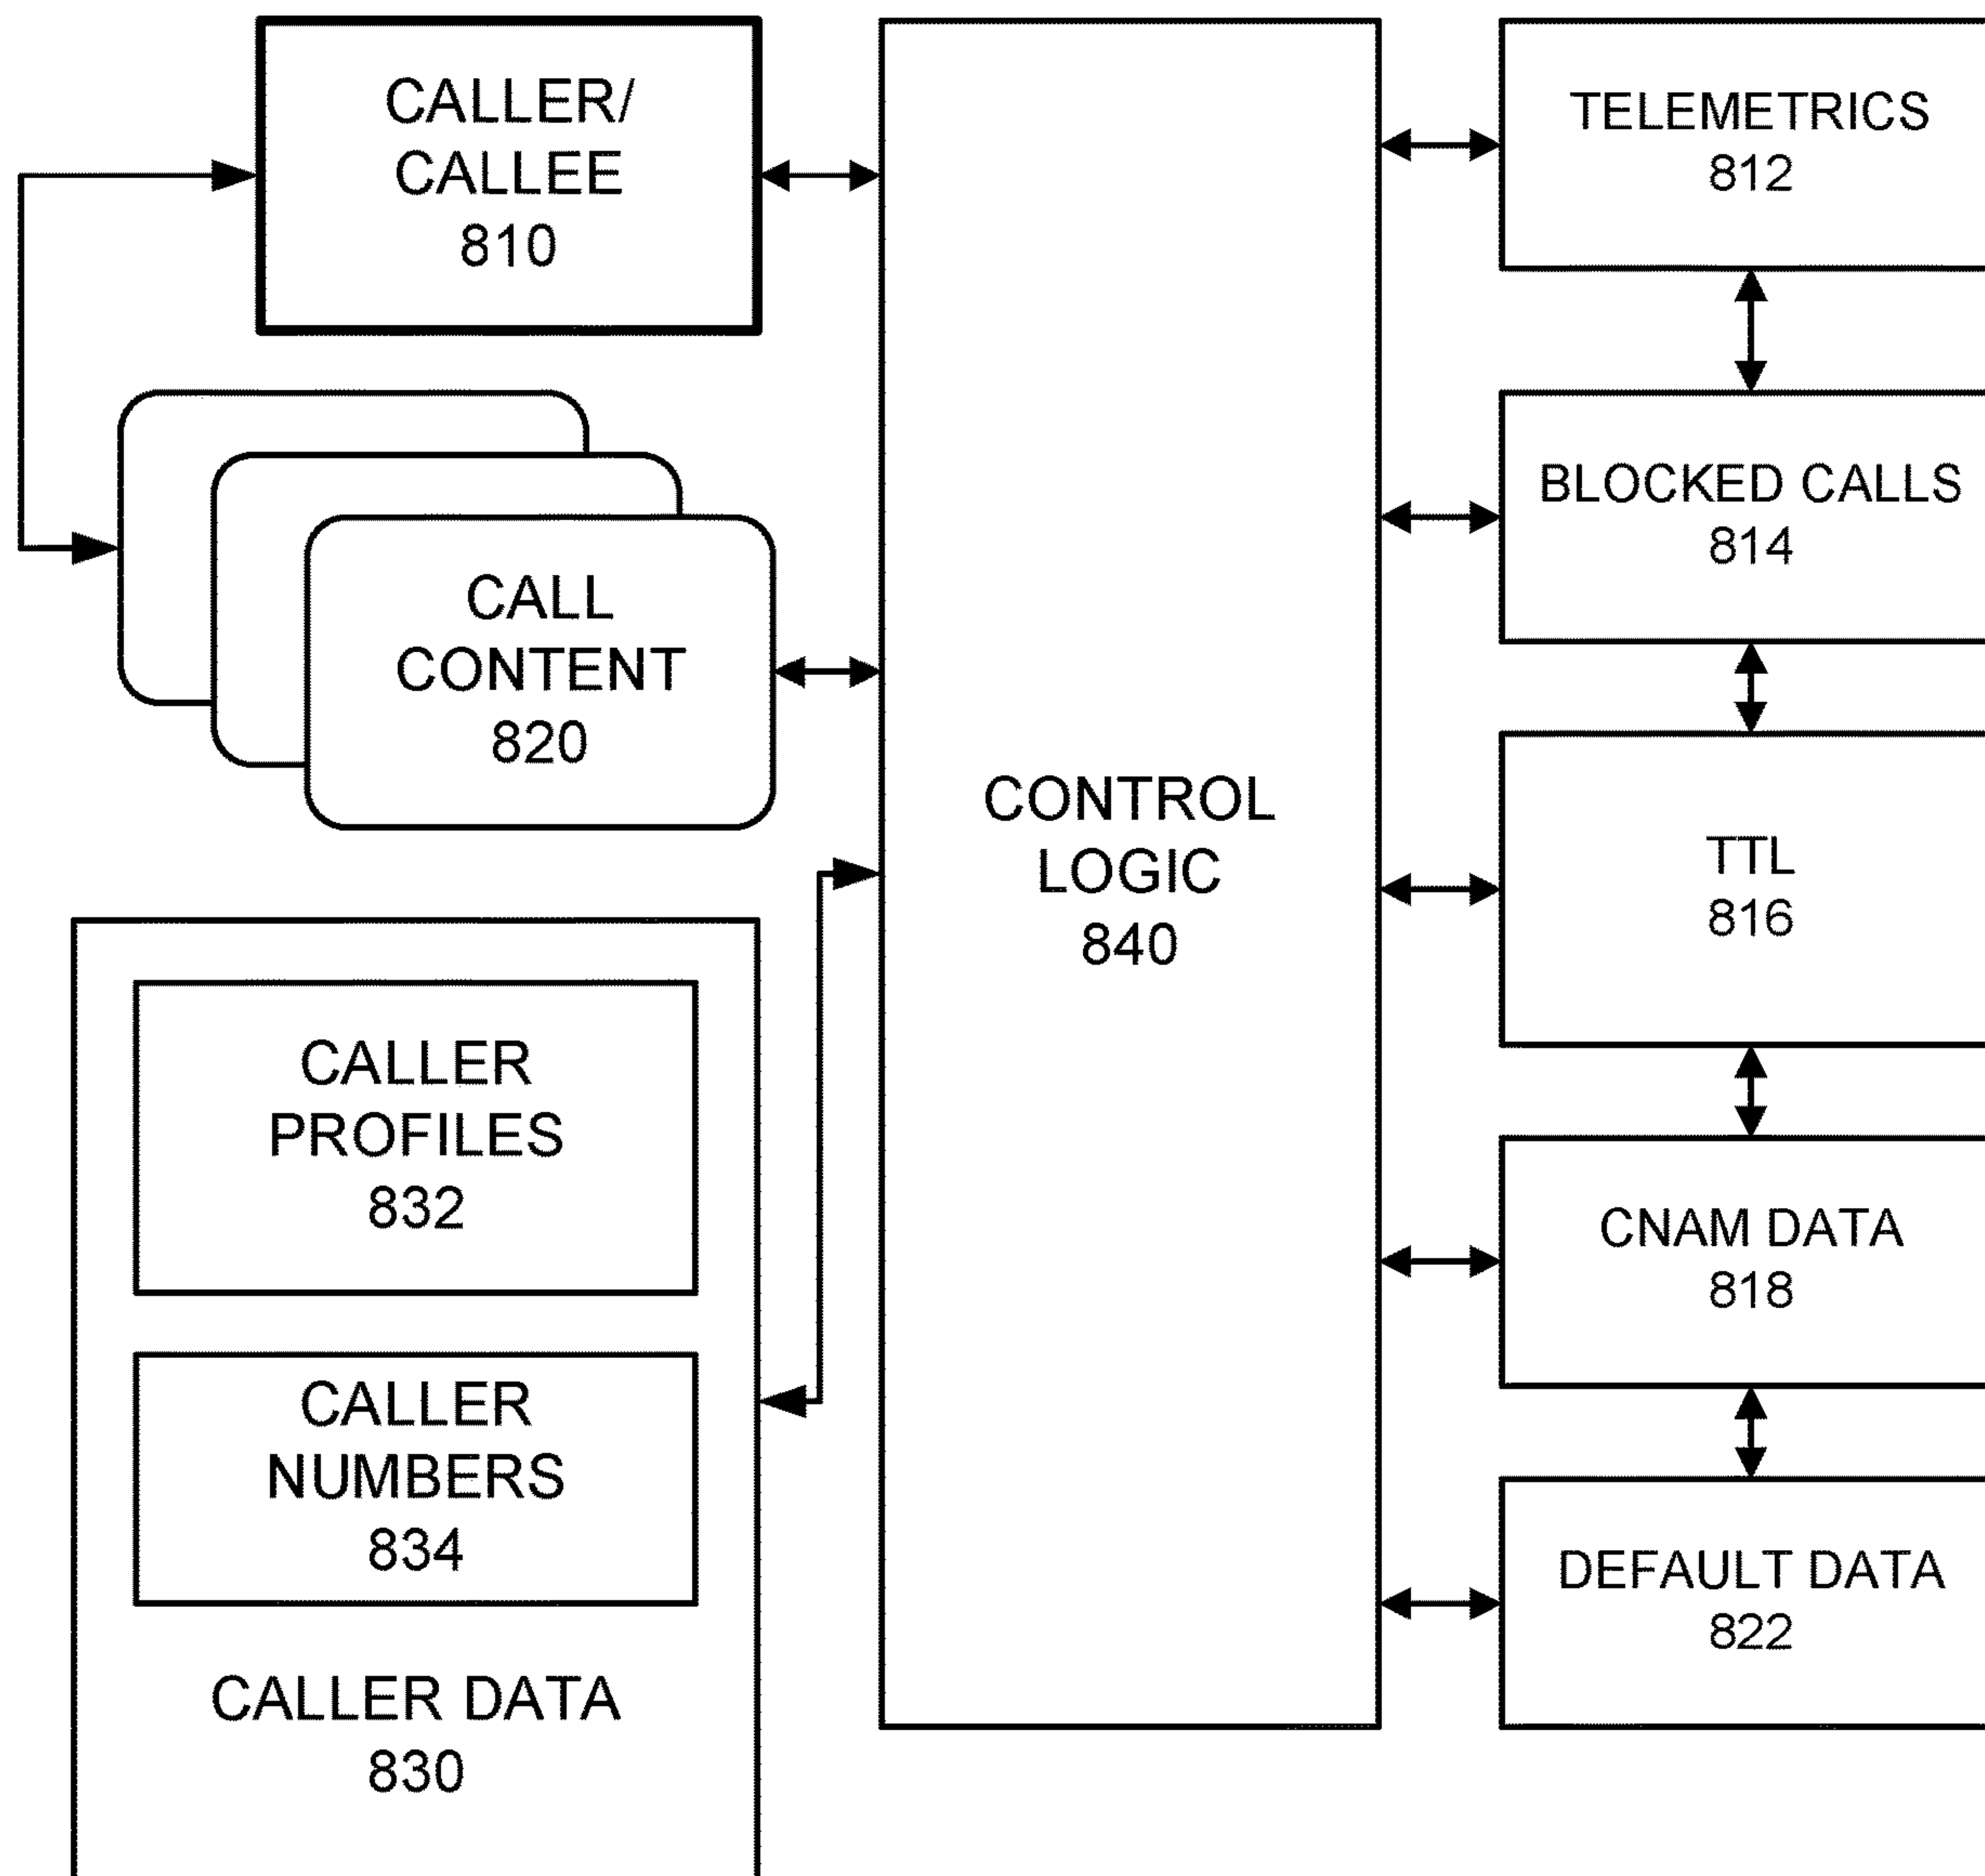 CALLER/
CALLEE
810
CALL
CONTENT
820
CALLER
PROFILES
832
CALLER
NUMBERS
834
CALLER DATA
830
CONTROL
LOGIC
840
TELEMETRICS
812
BLOCKED CALLS
814
TTL
816
CNAM DATA
818
DEFAULT DATA
822